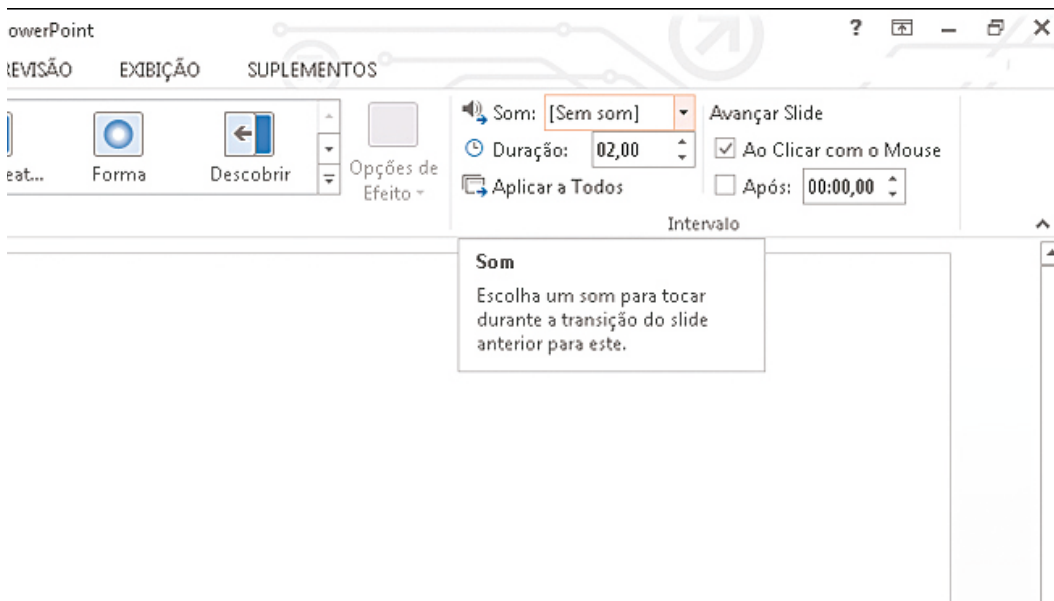 owerPoint
REVISÃO EXIBIÇÃO SUPLEMENTOS
Som: [Sem som] Avançar Slide
Duração: 02,00 Ao Clicar com o Mouse
eat... Forma Descobrir Opções de Efeito Aplicar a Todos Após: 00:00,00
Intervalo
Som
Escolha um som para tocar
durante a transição do slide
anterior para este.